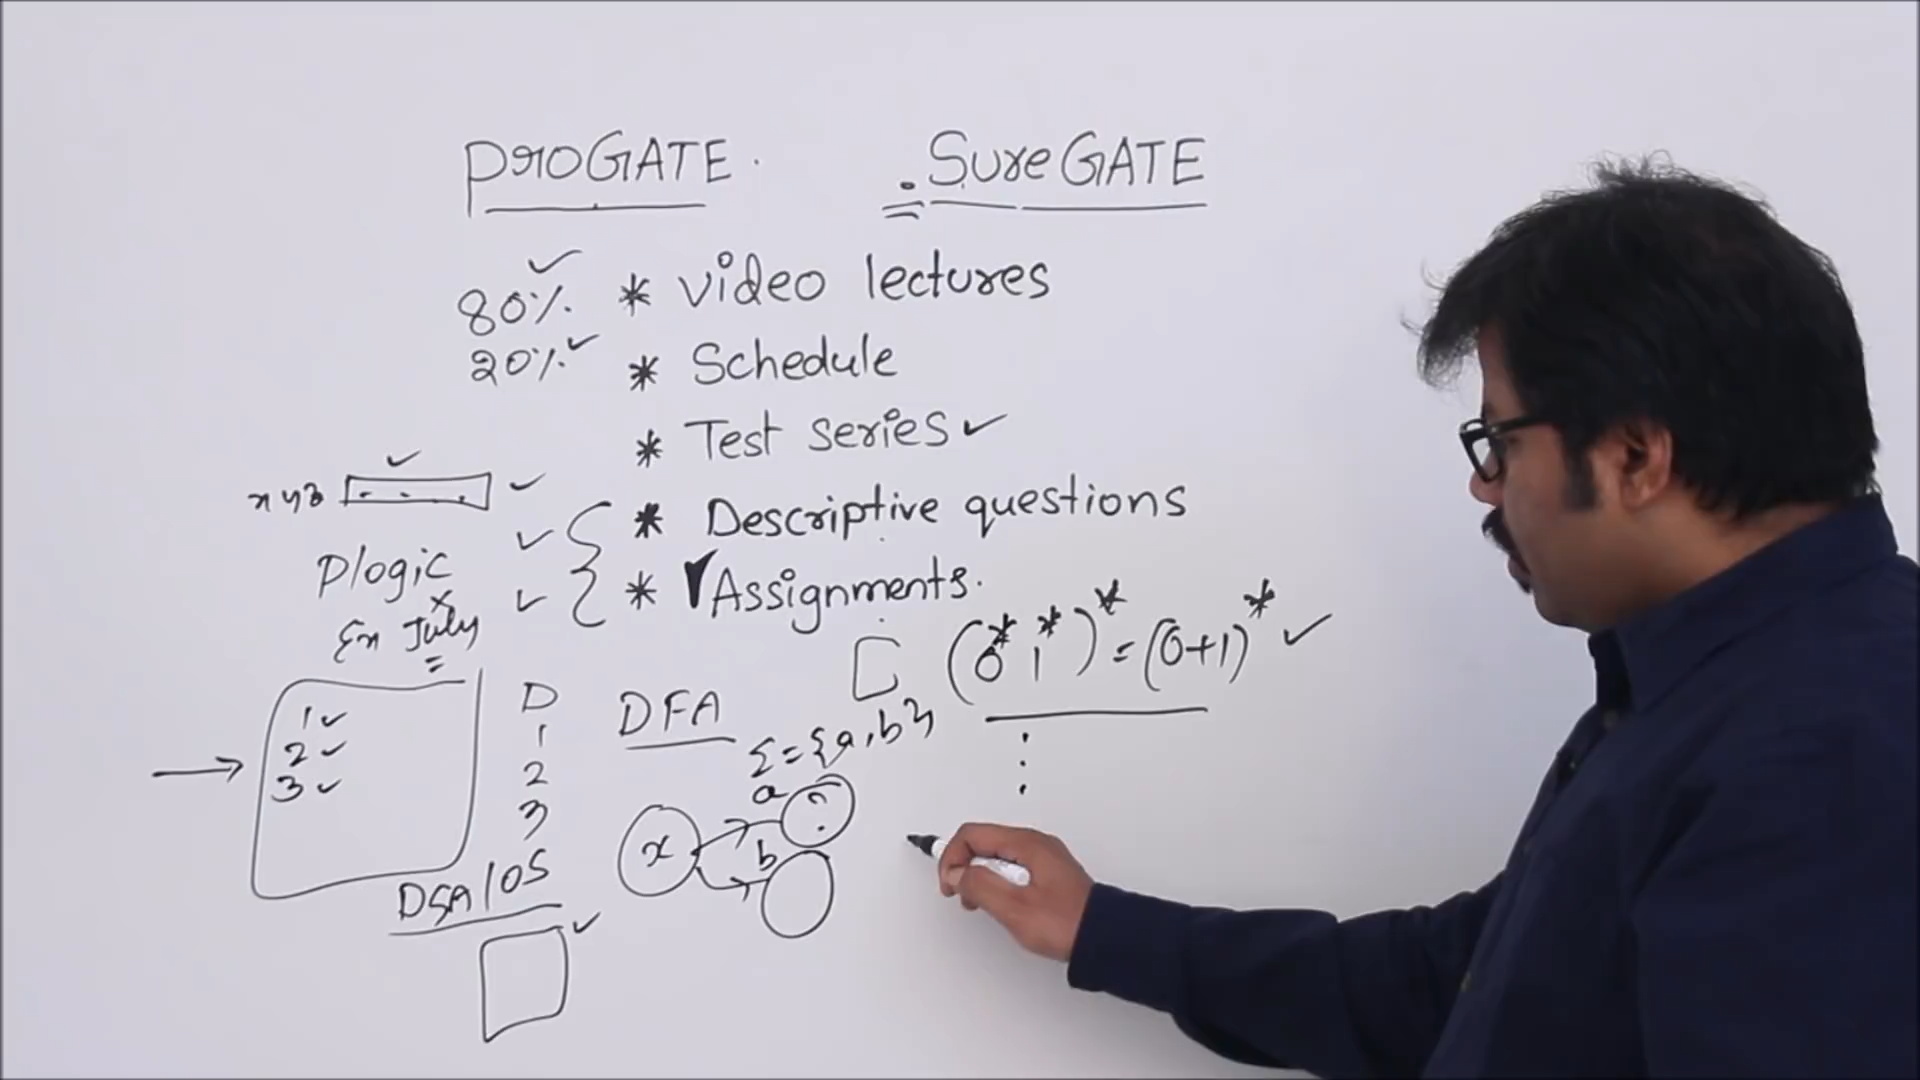 proGATE . . SureGATE
80% * video lectures
20% * Schedule
* Test series
xyz
* Descriptive questions
Plogic
* Assignments.
En July
(0* 1*)* = (0+1)*
1 D DFA
2 1 Σ={a,b}
3 2
3
a
x ?
b
DSA/OS